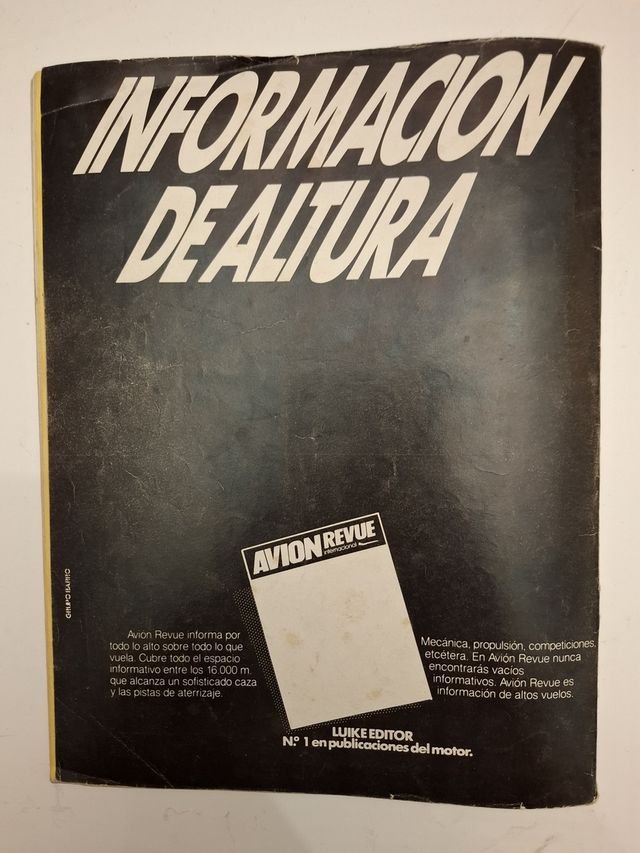 INFORMACION
DE ALTURA
AVION REVUE
internacional
Avión Revue informa por
todo lo alto sobre todo lo que
vuela. Cubre todo el espacio
informativo entre los 16.000 m.
que alcanza un sofisticado caza
y las pistas de aterrizaje.
Mecánica, propulsión, competiciones,
etcétera. En Avión Revue nunca
encontrarás vacíos
informativos. Avión Revue es
información de altos vuelos.
LUIKE EDITOR
N.º 1 en publicaciones del motor.